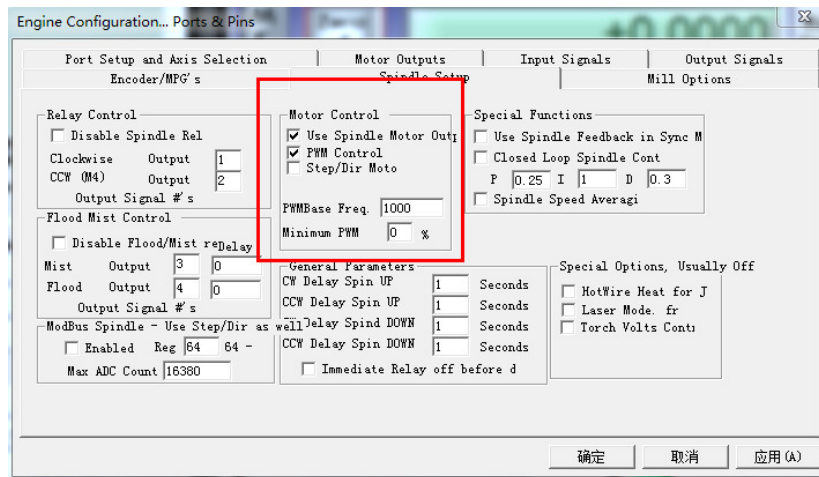 Engine Configuration... Ports & Pins
+0.0000
Port Setup and Axis Selection
Motor Outputs
Input Signals
Output Signals
Encoder/MPG's
Spindle Setup
Mill Options
Relay Control
Disable Spindle Rel
Clockwise Output 1
CCW (M4) Output 2
Output Signal #'s
Flood Mist Control
Disable Flood/Mist re Delay
Mist Output 3 0
Flood Output 4 0
Output Signal #'s
ModBus Spindle - Use Step/Dir as well
Enabled Reg 64 64 -
Max ADC Count 16380
Motor Control
Use Spindle Motor Outp
PWM Control
Step/Dir Moto
PWMBase Freq. 1000
Minimum PWM 0 %
General Parameters
CW Delay Spin UP 1 Seconds
CCW Delay Spin UP 1 Seconds
Delay Spind DOWN 1 Seconds
CCW Delay Spin DOWN 1 Seconds
Immediate Relay off before d
Special Functions
Use Spindle Feedback in Sync M
Closed Loop Spindle Cont
P 0.25 I 1 D 0.3
Spindle Speed Averagi
Special Options, Usually Off
HotWire Heat for J
Laser Mode. fr
Torch Volts Conti
确定
取消
应用(A)